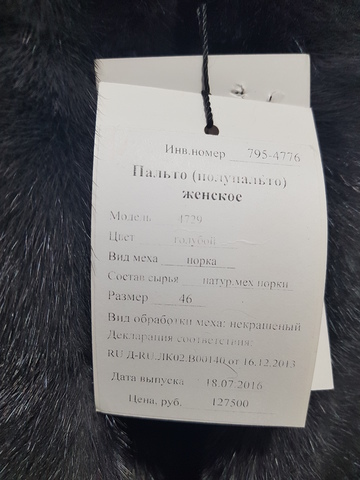 Инв.номер 795-4776
Пальто (полупальто)
женское
Модель 4729
Цвет голубой
Вид меха норка
Состав сырья натур.мех норки
Размер 46
Вид обработки меха: некрашеный
Декларация соответствия:
RU Д-RU.ЛК02.В00140 от 16.12.2013
Дата выпуска 18.07.2016
Цена, руб. 127500